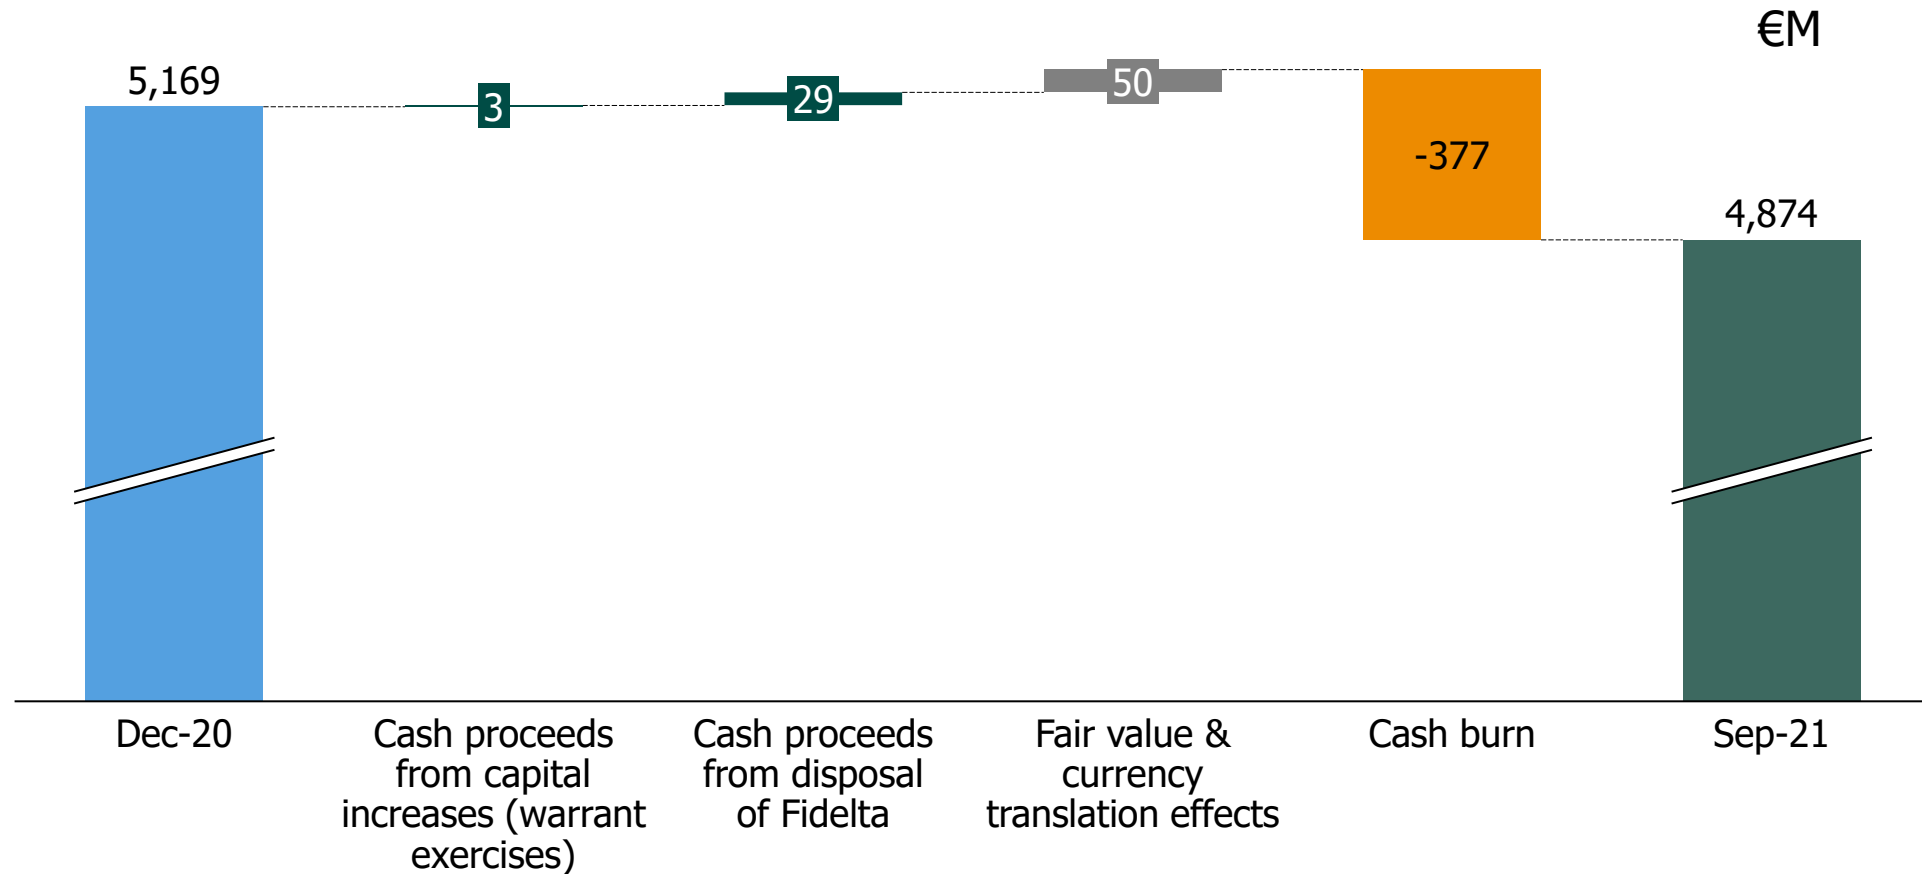 €M
5,169
3
29
50
-377
4,874
Dec-20
Cash proceeds
from capital
increases (warrant
exercises)
Cash proceeds
from disposal
of Fidelta
Fair value &
currency
translation effects
Cash burn
Sep-21